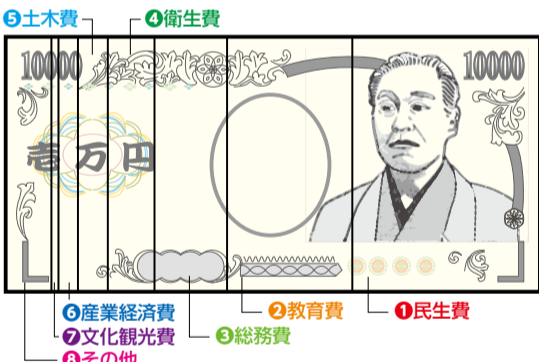 ❺土木費 ❹衛生費
10000 10000
壱万円
❻産業経済費 ❷教育費 ❶民生費
❼文化観光費 ❸総務費
❽その他